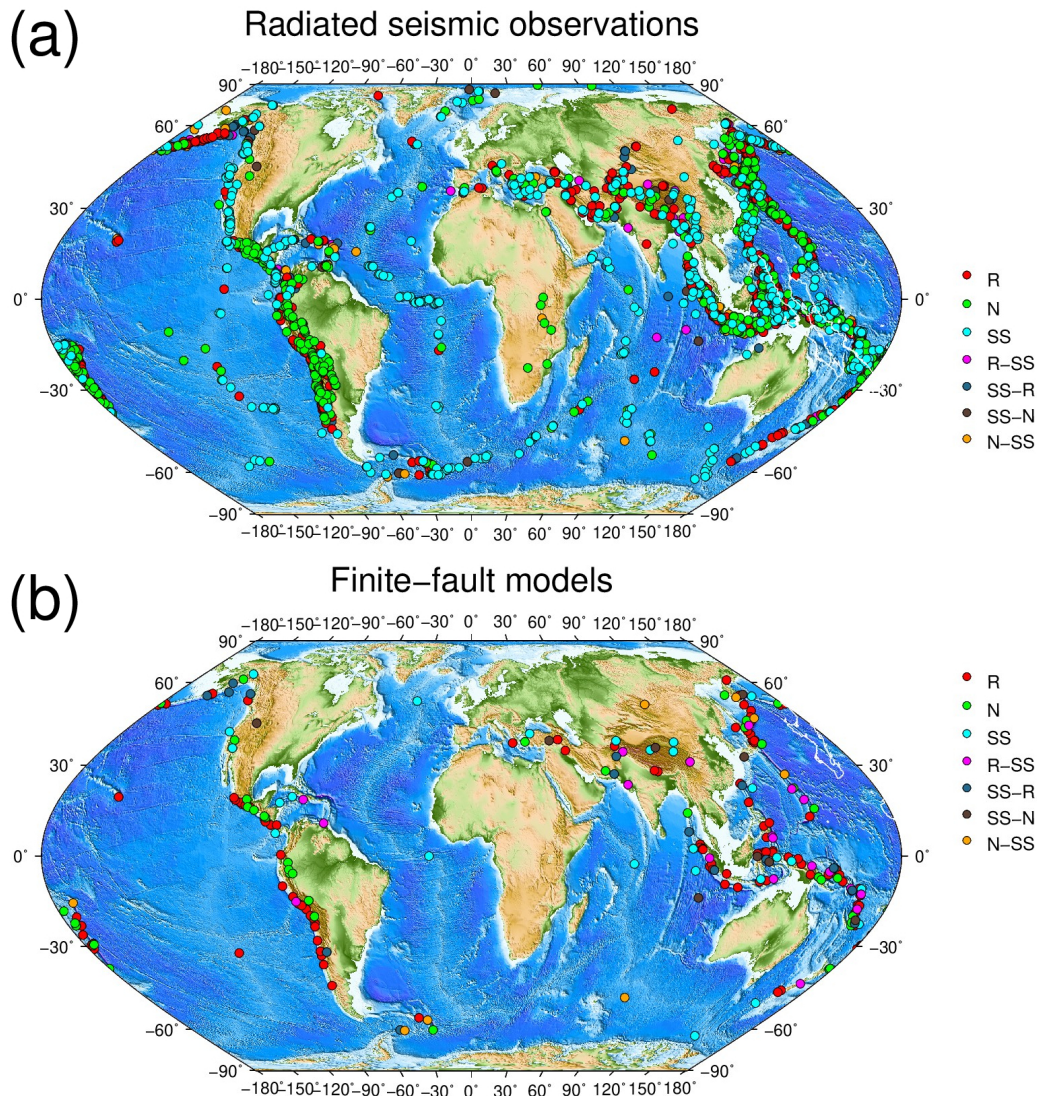 (a)
Radiated seismic observations
−180˚ −150˚ −120˚ −90˚ −60˚ −30˚ 0˚ 30˚ 60˚ 90˚ 120˚ 150˚ 180˚
90˚ 90˚
60˚ 60˚
30˚ 30˚
0˚ 0˚
−30˚ −30˚
−60˚ −60˚
−90˚ −90˚
−180˚ −150˚ −120˚ −90˚ −60˚ −30˚ 0˚ 30˚ 60˚ 90˚ 120˚ 150˚ 180˚
R
N
SS
R−SS
SS−R
SS−N
N−SS
(b)
Finite−fault models
−180˚ −150˚ −120˚ −90˚ −60˚ −30˚ 0˚ 30˚ 60˚ 90˚ 120˚ 150˚ 180˚
90˚ 90˚
60˚ 60˚
30˚ 30˚
0˚ 0˚
−30˚ −30˚
−60˚ −60˚
−90˚ −90˚
−180˚ −150˚ −120˚ −90˚ −60˚ −30˚ 0˚ 30˚ 60˚ 90˚ 120˚ 150˚ 180˚
R
N
SS
R−SS
SS−R
SS−N
N−SS